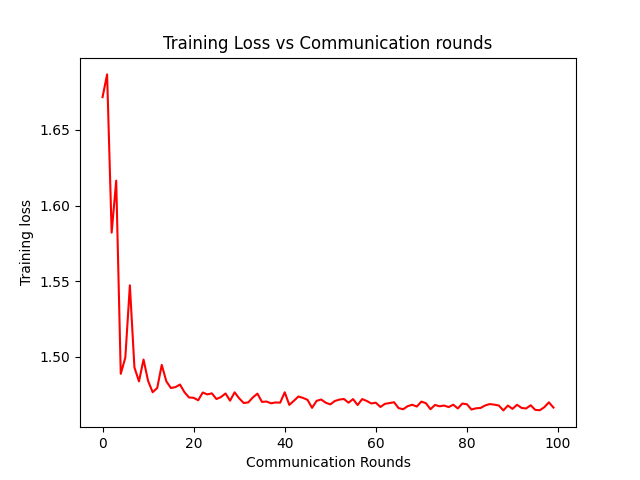 Training Loss vs Communication rounds
1.65
1.60
1.55
1.50
Training loss
0 20 40 60 80 100
Communication Rounds